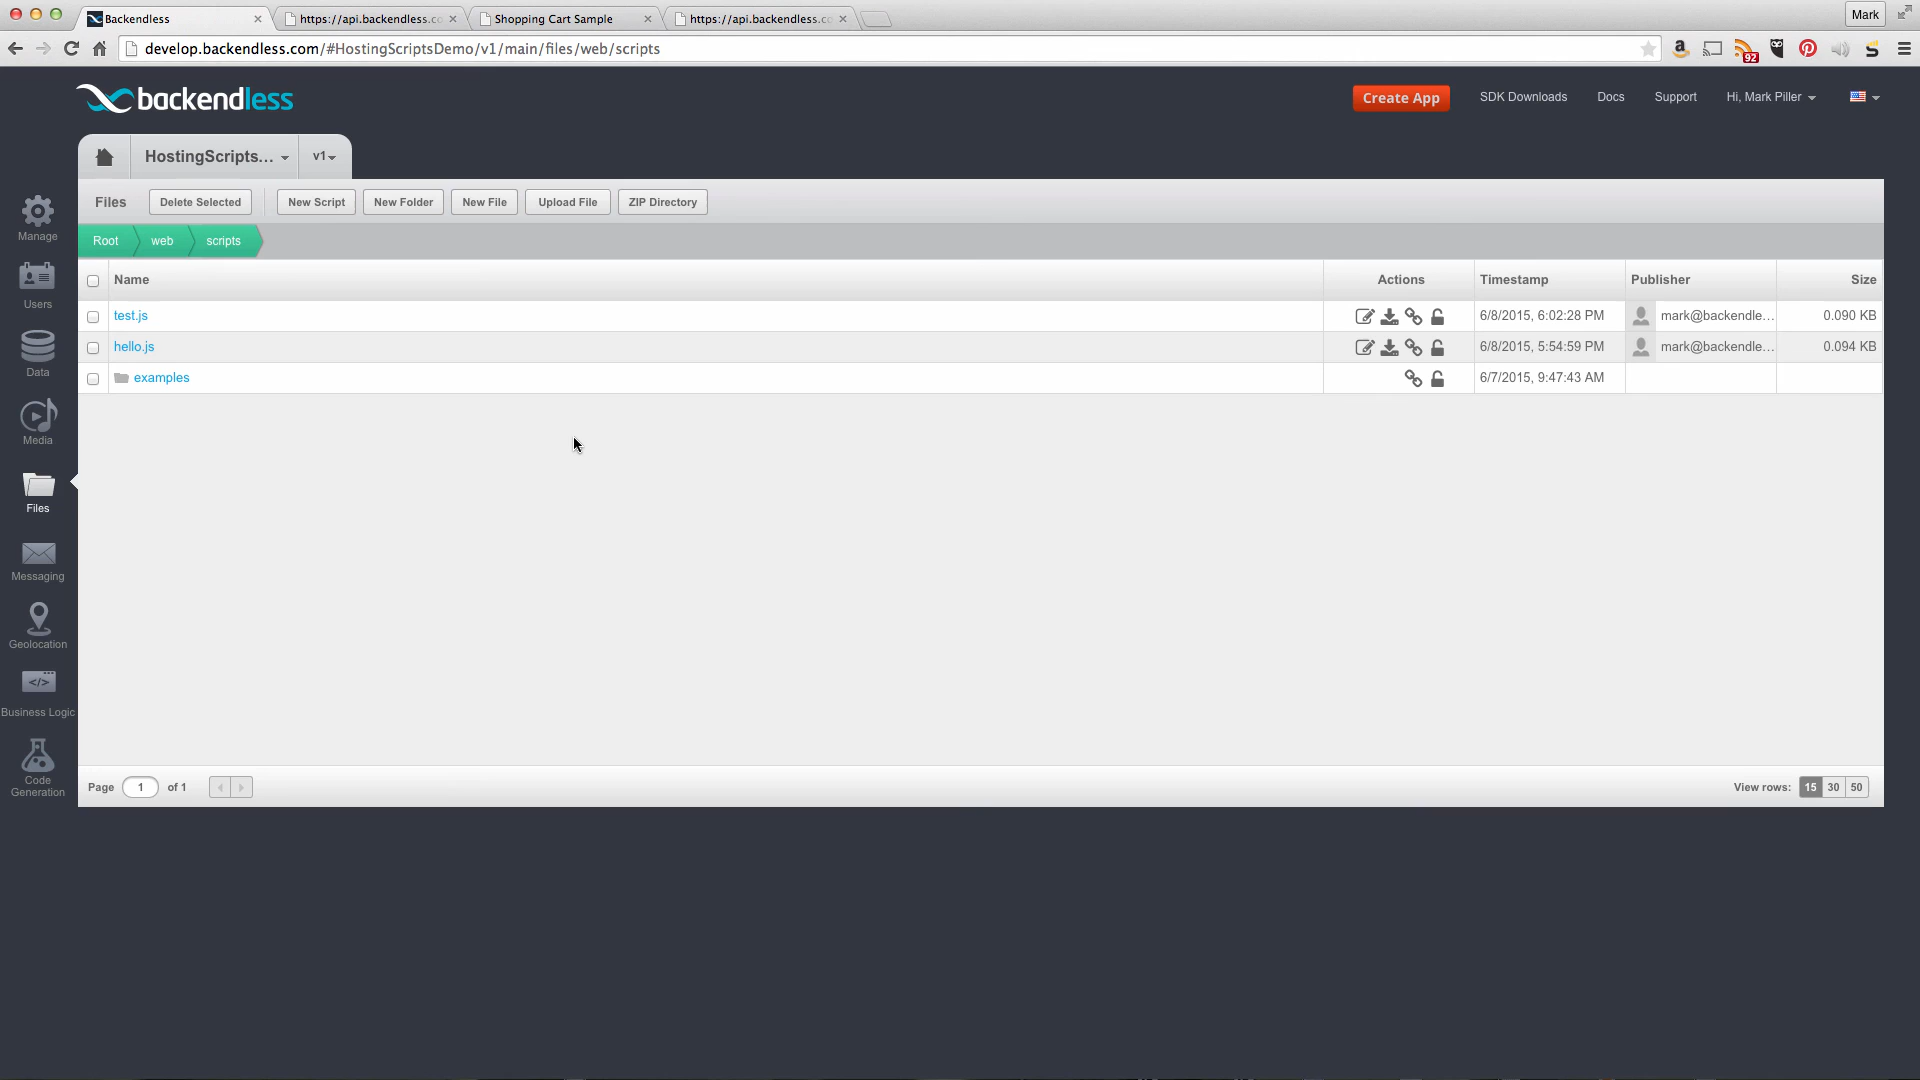 Backendless
https://api.backendless.co
Shopping Cart Sample
https://api.backendless.co
Mark
develop.backendless.com/#HostingScriptsDemo/v1/main/files/web/scripts
92
backendless
Create App
SDK Downloads
Docs
Support
Hi, Mark Piller
HostingScripts...
v1
Files
Delete Selected
New Script
New Folder
New File
Upload File
ZIP Directory
Root
web
scripts
Name
Actions
Timestamp
Publisher
Size
test.js
6/8/2015, 6:02:28 PM
mark@backendle...
0.090 KB
hello.js
6/8/2015, 5:54:59 PM
mark@backendle...
0.094 KB
examples
6/7/2015, 9:47:43 AM
Manage
Users
Data
Media
Files
Messaging
Geolocation
</>
Business Logic
Code
Generation
Page
1
of 1
View rows:
15
30
50